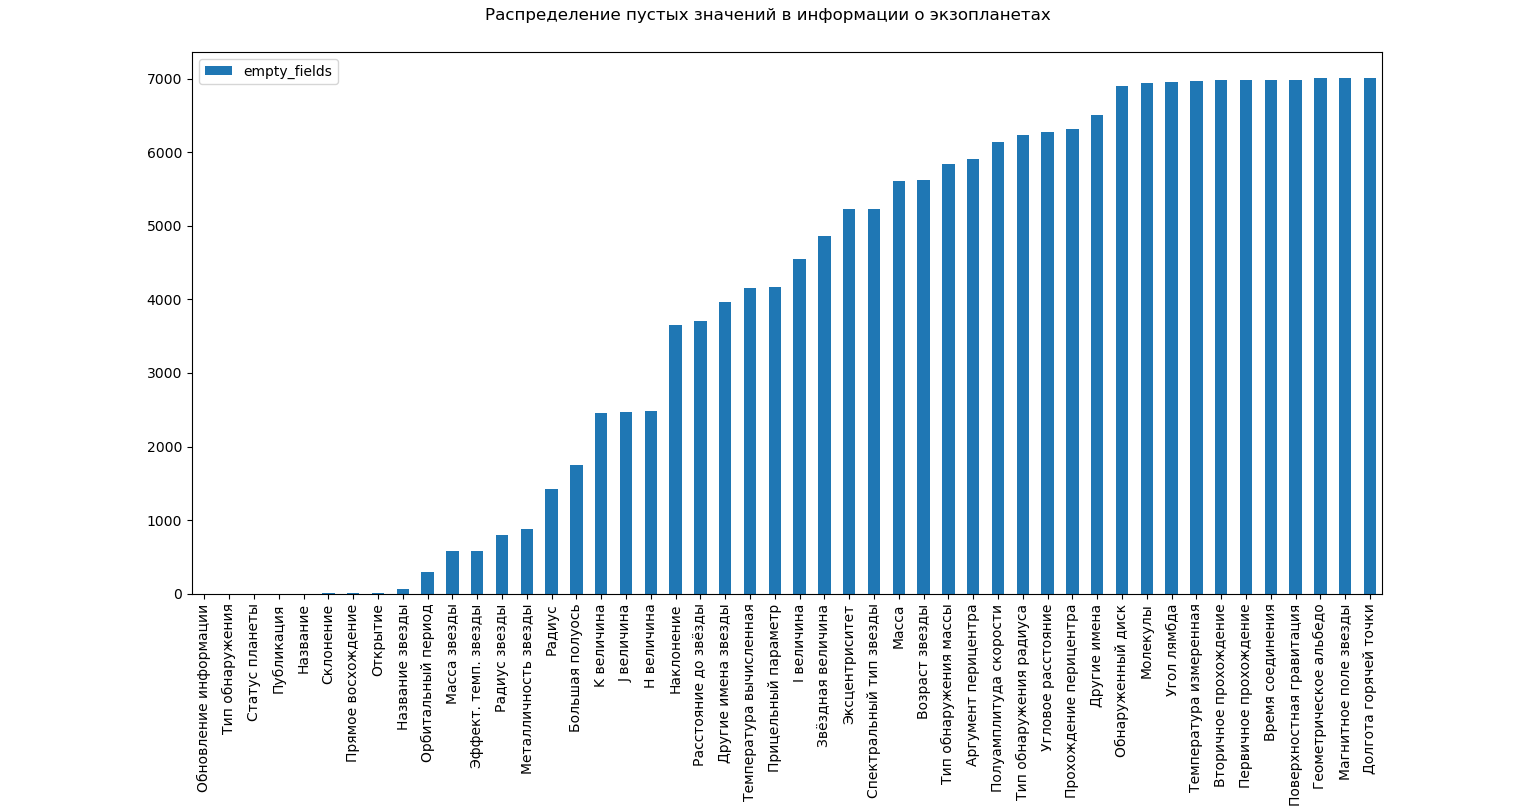 Распределение пустых значений в информации о экзопланетах
empty_fields
7000
6000
5000
4000
3000
2000
1000
0
Обновление информации
Тип обнаружения
Статус планеты
Публикация
Название
Склонение
Прямое восхождение
Открытие
Название звезды
Орбитальный период
Масса звезды
Эффект. темп. звезды
Радиус звезды
Металличность звезды
Радиус
Большая полуось
K величина
J величина
H величина
Наклонение
Расстояние до звёзды
Другие имена звезды
Температура вычисленная
Прицельный параметр
I величина
Звёздная величина
Эксцентриситет
Спектральный тип звезды
Масса
Возраст звезды
Тип обнаружения массы
Аргумент перицентра
Полуамплитуда скорости
Тип обнаружения радиуса
Угловое расстояние
Прохождение перицентра
Другие имена
Обнаруженный диск
Молекулы
Угол лямбда
Температура измеренная
Вторичное прохождение
Первичное прохождение
Время соединения
Поверхностная гравитация
Геометрическое альбедо
Магнитное поле звезды
Долгота горячей точки